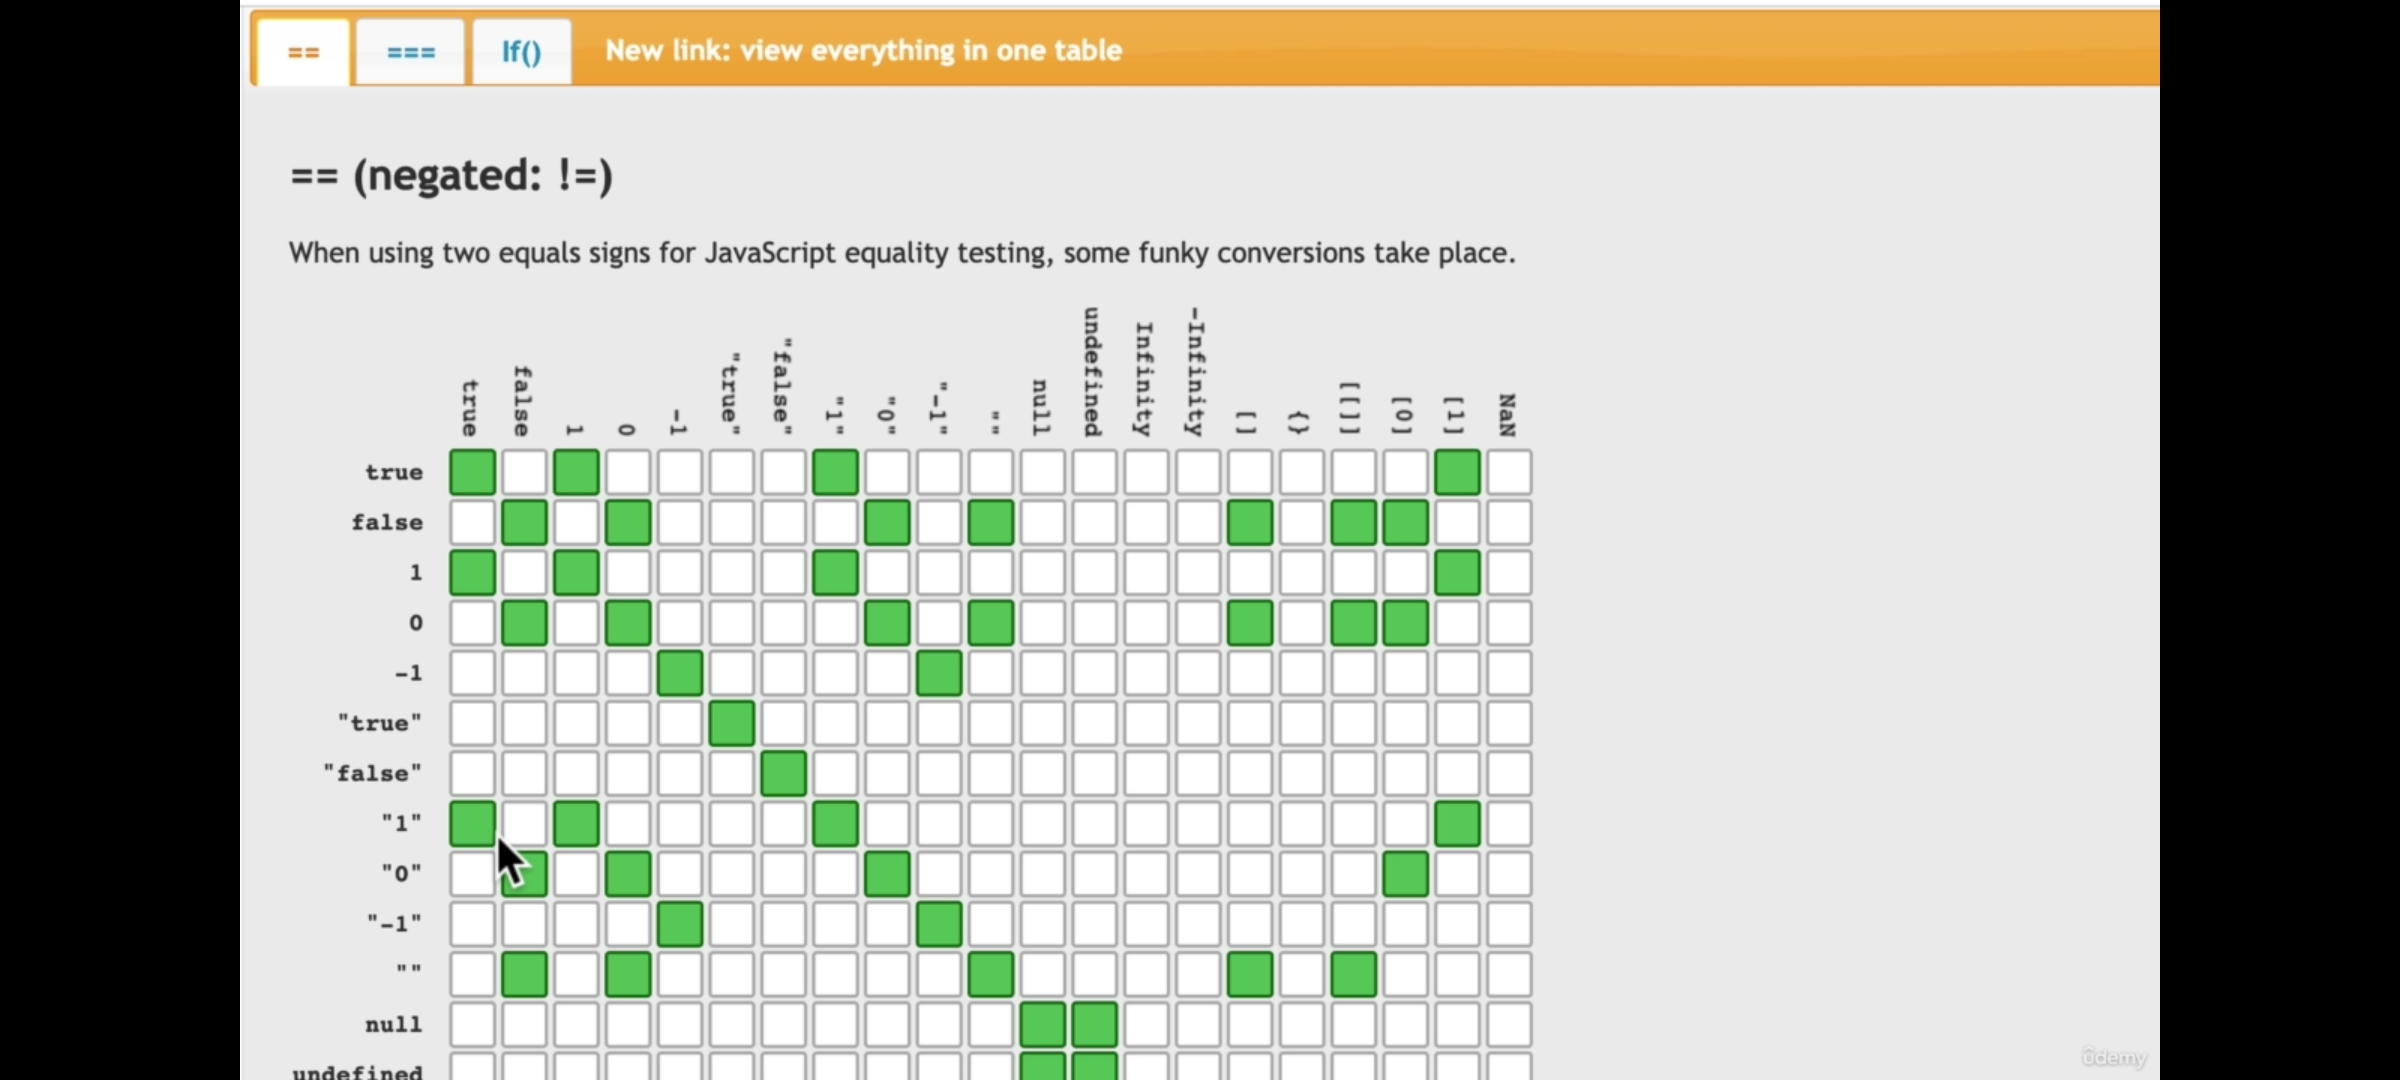 == === If() New link: view everything in one table
== (negated: !=)
When using two equals signs for JavaScript equality testing, some funky conversions take place.
true false 1 0 -1 "true" "false" "1" "0" "-1" "" null undefined Infinity -Infinity [] {} [[]] [0] [1] NaN
true
false
1
0
-1
"true"
"false"
"1"
"0"
"-1"
""
null
undefined
ûdemy